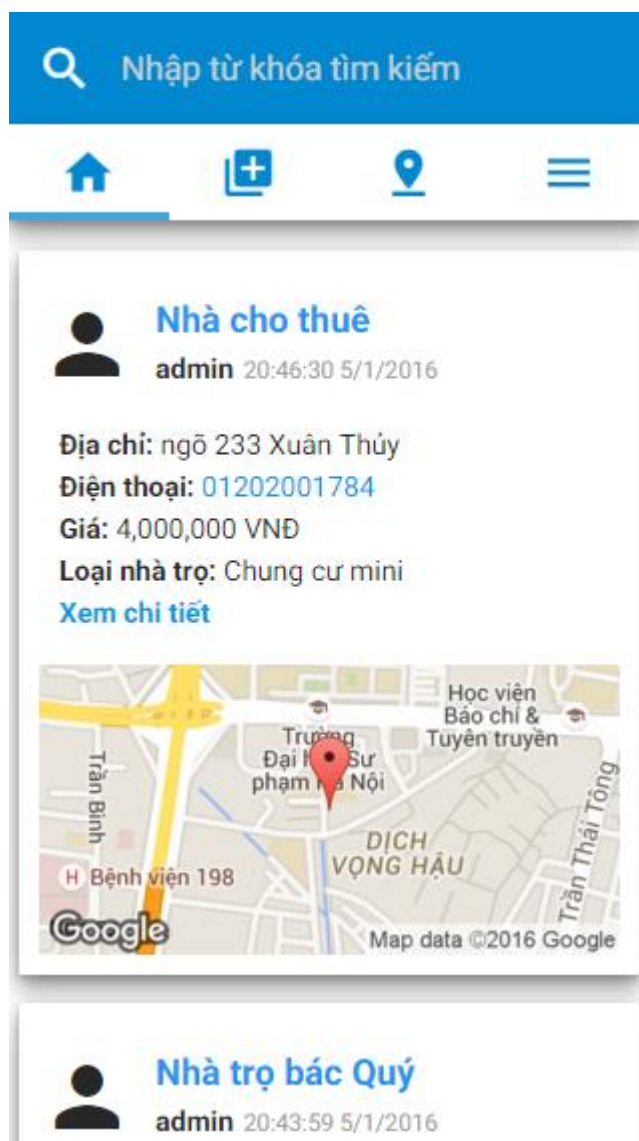 Nhập từ khóa tìm kiếm
Nhà cho thuê
admin 20:46:30 5/1/2016
Địa chỉ: ngõ 233 Xuân Thủy
Điện thoại: 01202001784
Giá: 4,000,000 VNĐ
Loại nhà trọ: Chung cư mini
Xem chi tiết
Học viện
Báo chí &
Tuyên truyền
Trường
Đại Sư
phạm Nội
Trần Bình
DỊCH
VỌNG HẬU
Trần Thái Tông
H Bệnh viện 198
Google
Map data ©2016 Google
Nhà trọ bác Quý
admin 20:43:59 5/1/2016